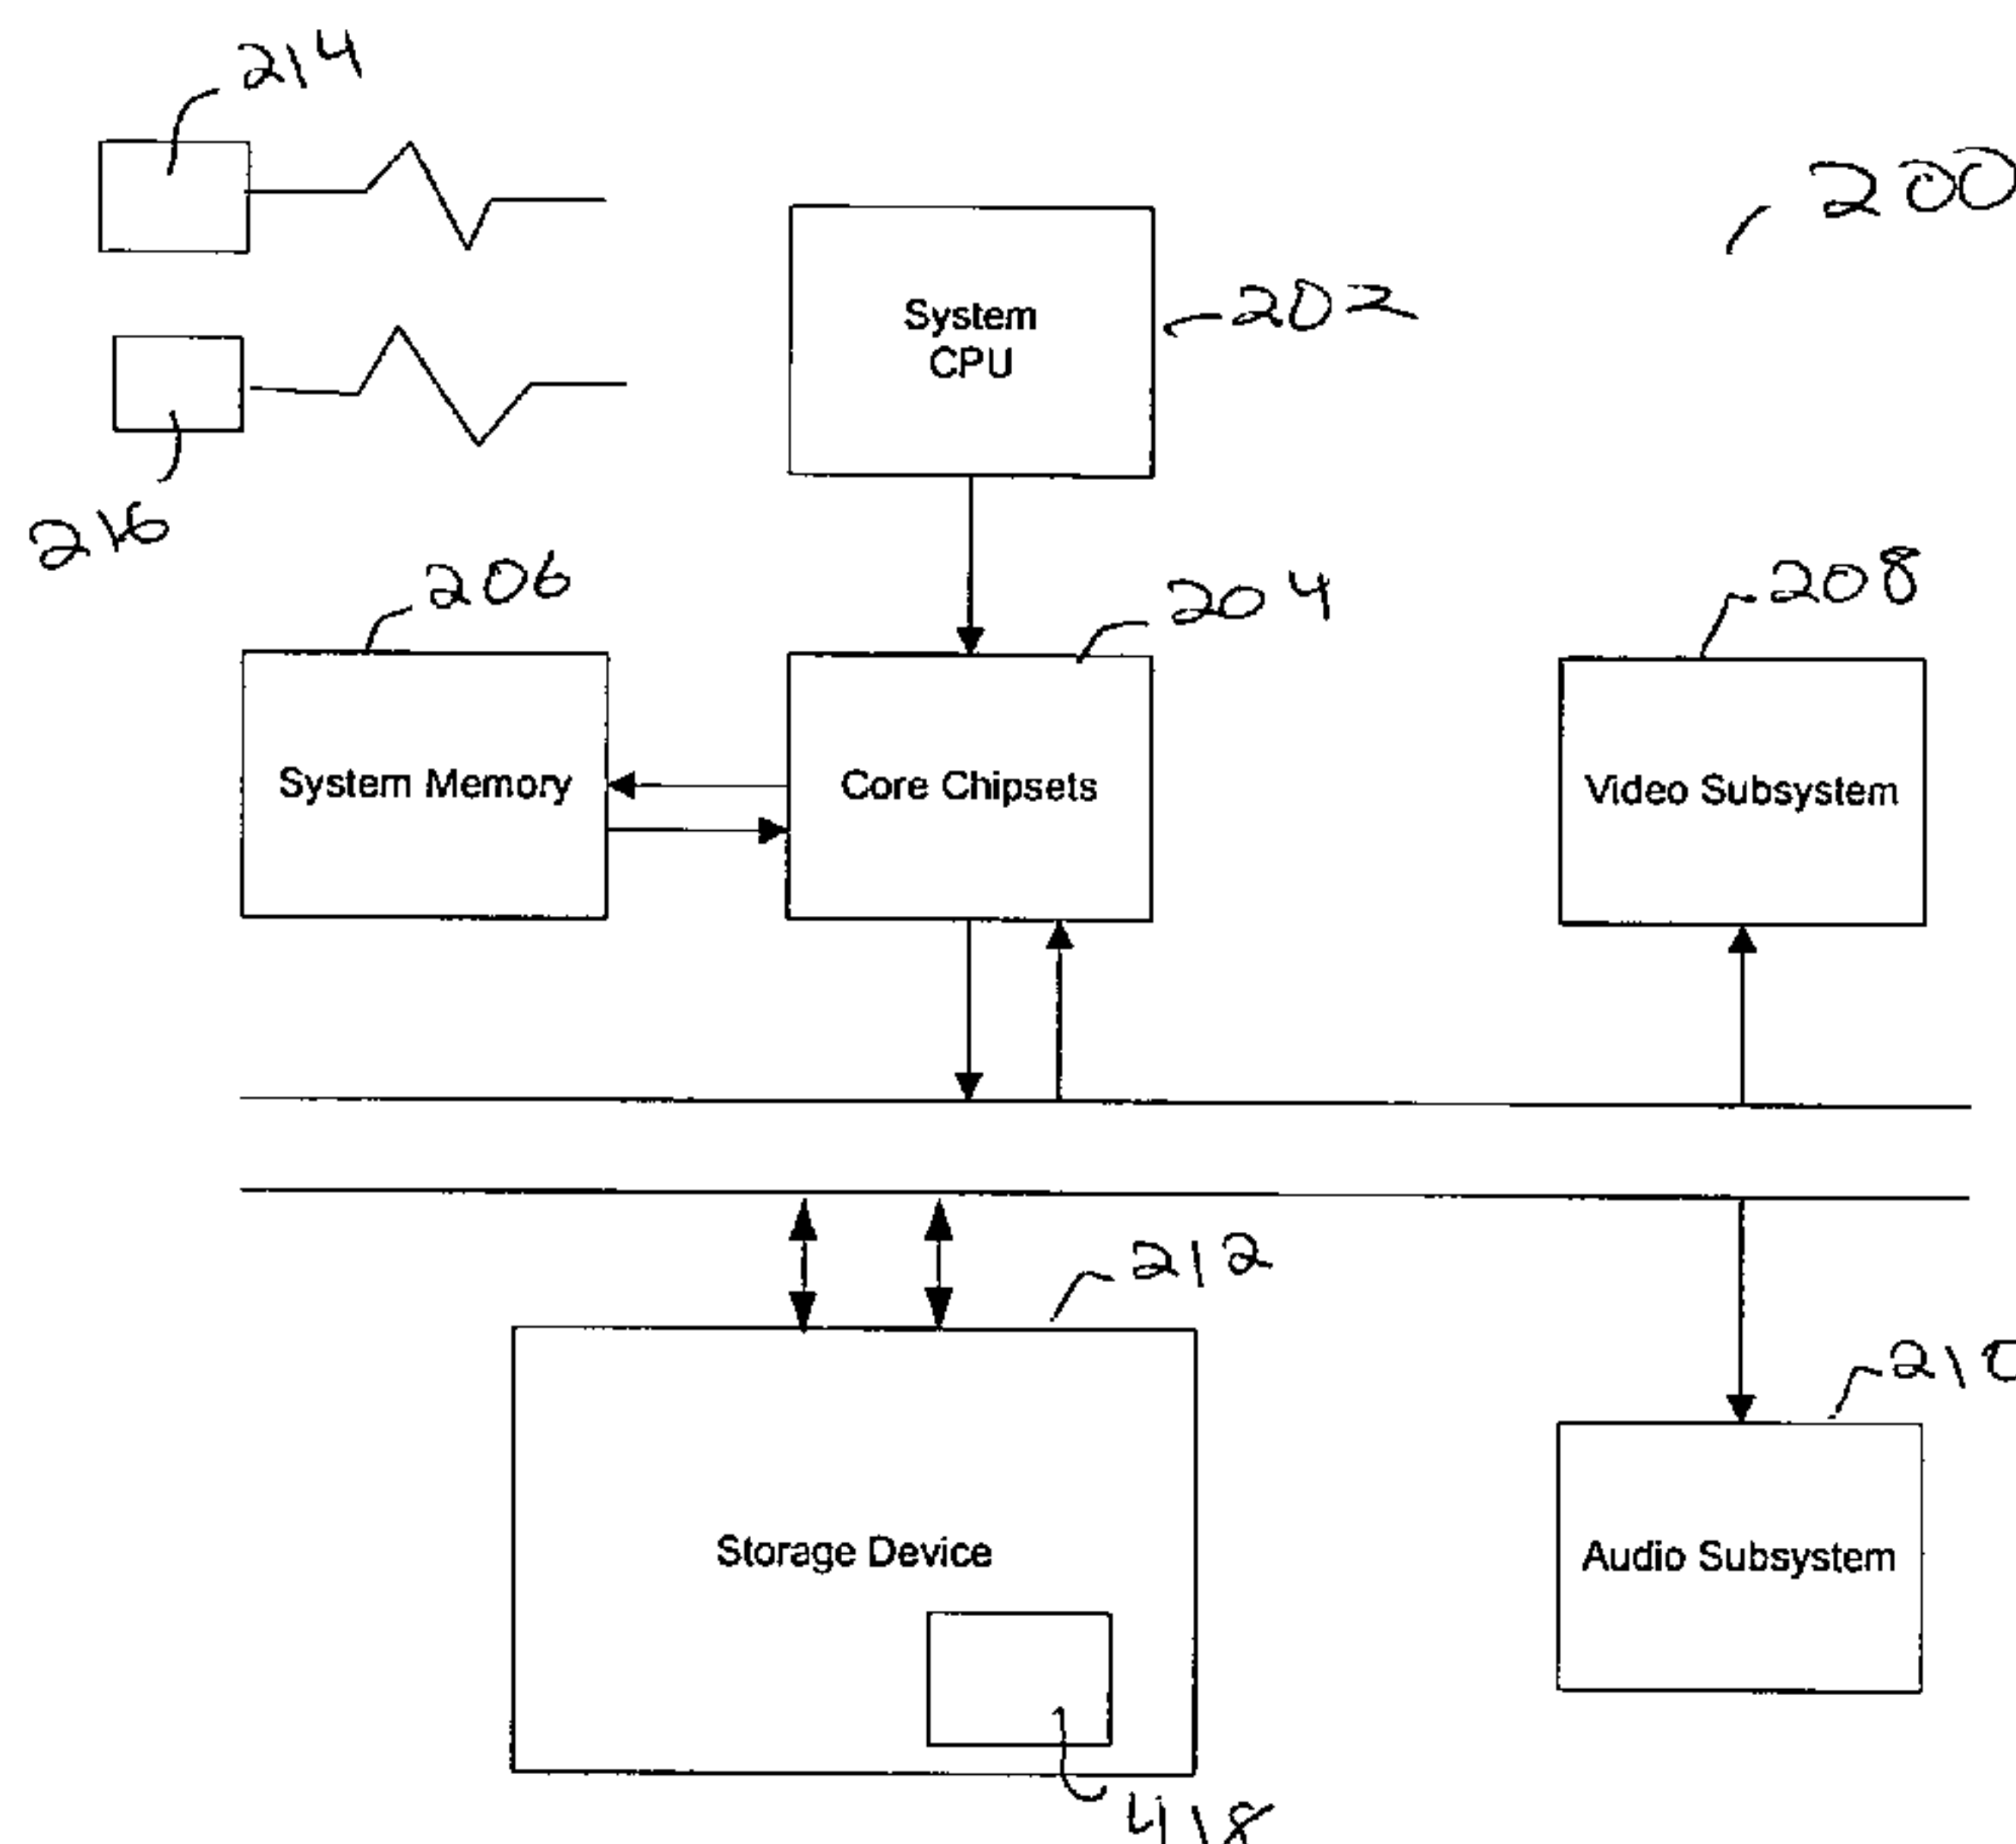 214
200
System
CPU
202
216
206
204
208
System Memory
Core Chipsets
Video Subsystem
212
210
Storage Device
Audio Subsystem
418